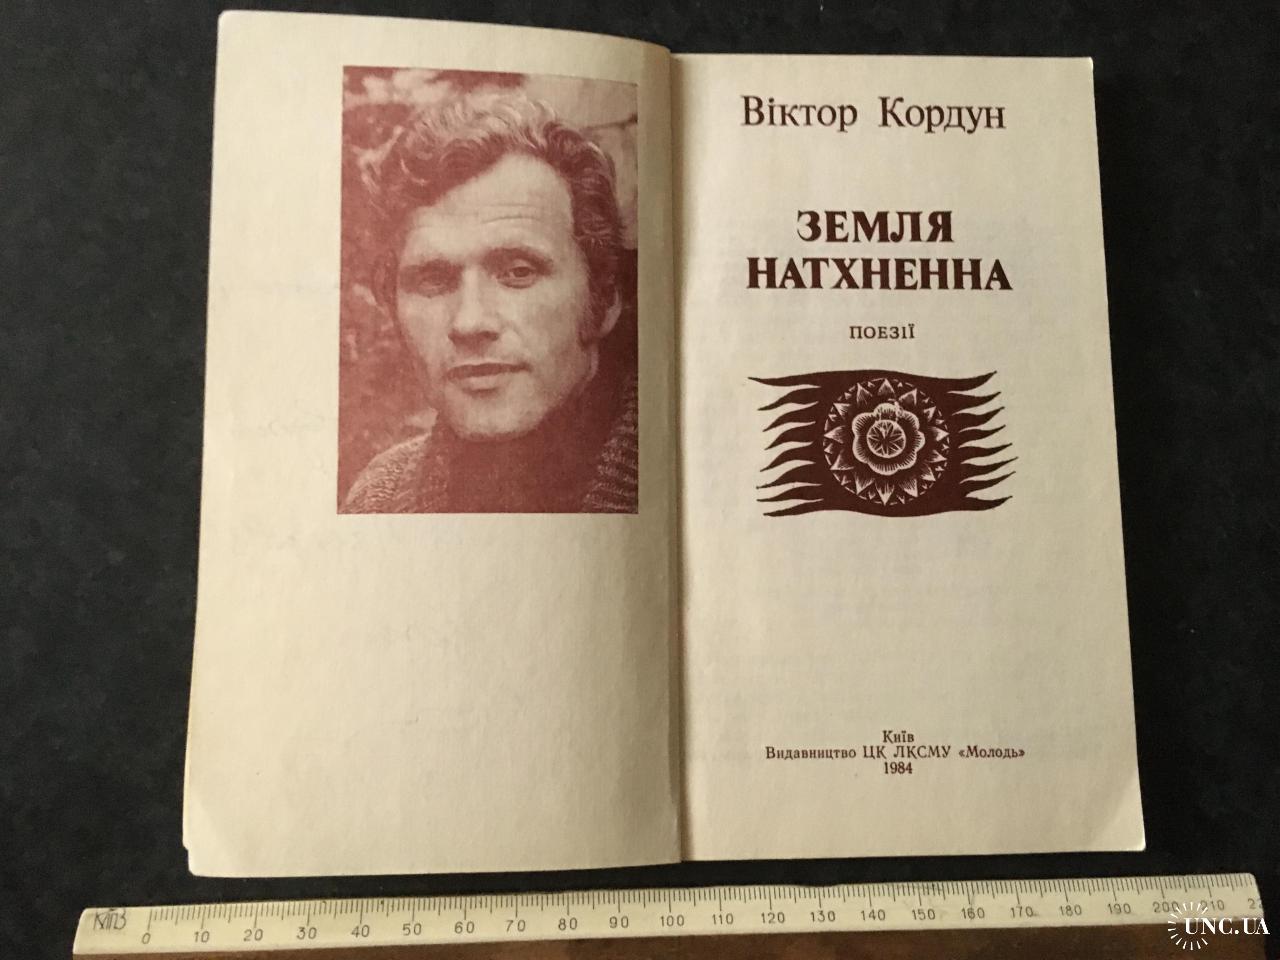 Віктор Кордун
ЗЕМЛЯ
НАТХНЕННА
ПОЕЗІЇ
Київ
Видавництво ЦК ЛКСМУ «Молодь»
1984
0 10 20 30 40 50 60 70 80 90 100 110 120 130 140 150 160 170 180 190 200 210 22
UNC.UA